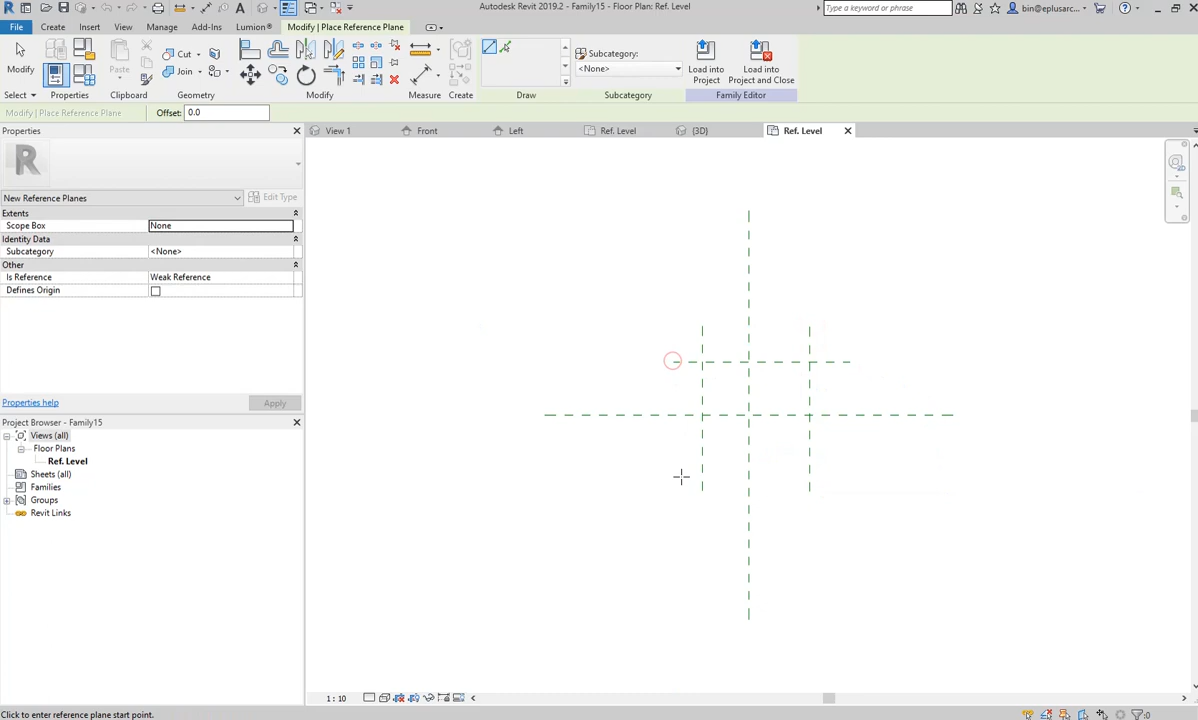 Autodesk Revit 2019.2 - Family15 - Floor Plan: Ref. Level
Type a keyword or phrase
bin@eplusarc...
File Create Insert View Manage Add-Ins Lumion® Modify | Place Reference Plane
Modify
Paste
Cut
Join
Subcategory:
<None>
Load into Project
Load into Project and Close
Select Properties Clipboard Geometry Modify Measure Create Draw Subcategory Family Editor
Modify | Place Reference Plane Offset: 0.0
Properties
View 1 Front Left Ref. Level (3D) Ref. Level
R
New Reference Planes Edit Type
Extents
Scope Box None
Identity Data
Subcategory <None>
Other
Is Reference Weak Reference
Defines Origin
Properties help Apply
Project Browser - Family15
Views (all)
Floor Plans
Ref. Level
Sheets (all)
Families
Groups
Revit Links
1 : 10
Click to enter reference plane start point.
:0